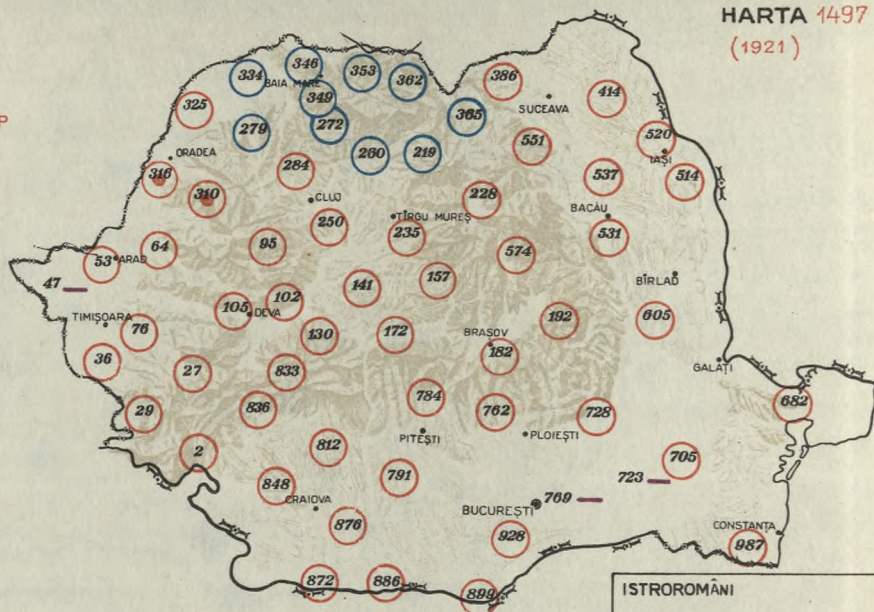 HARTA 1497
(1921)
P
334
346
353
362
386
414
BAIA MARE
SUCEAVA
325
349
365
279
272
520
IAȘI
ORADEA
260
219
551
284
316
310
CLUJ
228
537
514
BACĂU
TÎRGU MUREȘ
250
235
531
64
95
574
53
ARAD
157
BÎRLAD
47
141
102
105
DEVA
TIMIȘOARA
76
130
172
192
605
BRAȘOV
182
36
27
833
GALAȚI
784
29
836
762
728
682
PITEȘTI
PLOIEȘTI
2
812
705
848
791
723
CRAIOVA
BUCUREȘTI
769
876
928
CONSTANȚA
987
872
886
899
ISTROROMÂNI